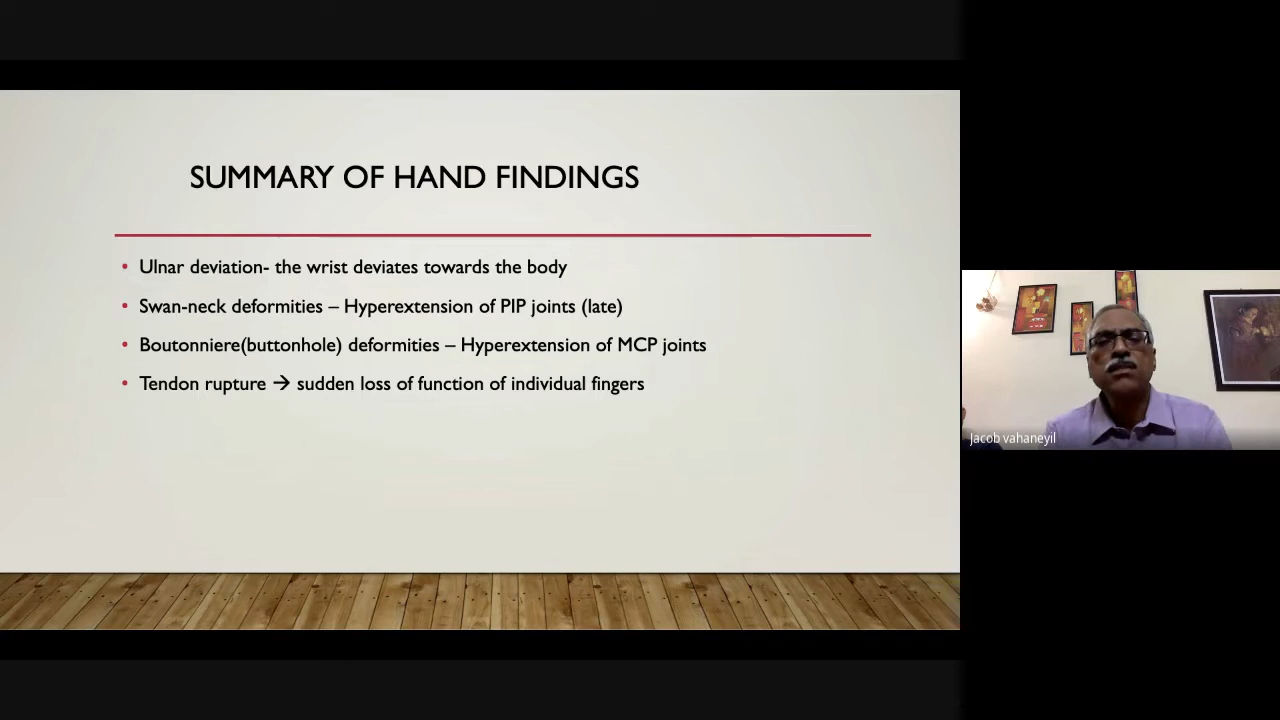 SUMMARY OF HAND FINDINGS
• Ulnar deviation- the wrist deviates towards the body
• Swan-neck deformities – Hyperextension of PIP joints (late)
• Boutonniere(buttonhole) deformities – Hyperextension of MCP joints
• Tendon rupture → sudden loss of function of individual fingers
Jacob vahaneyil